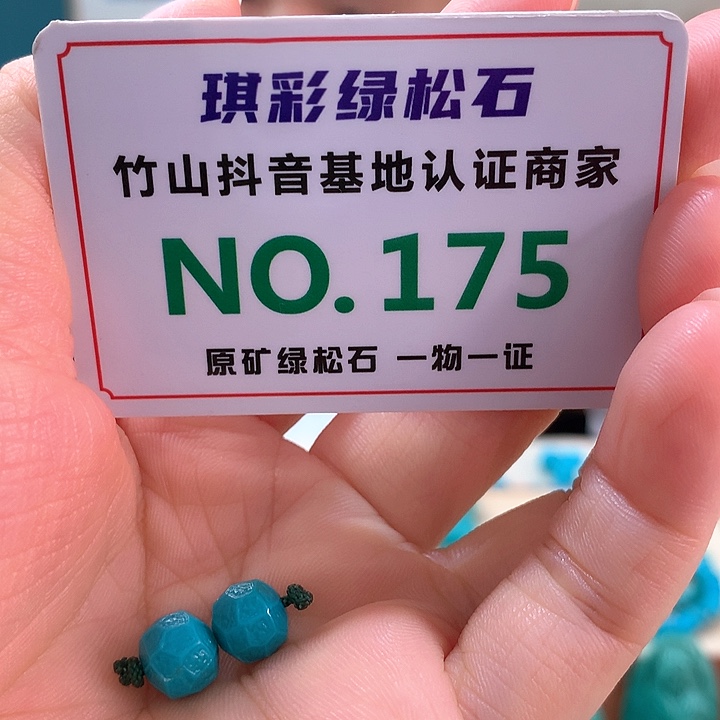 琪彩绿松石
竹山抖音基地认证商家
NO.175
原矿绿松石 一物一证